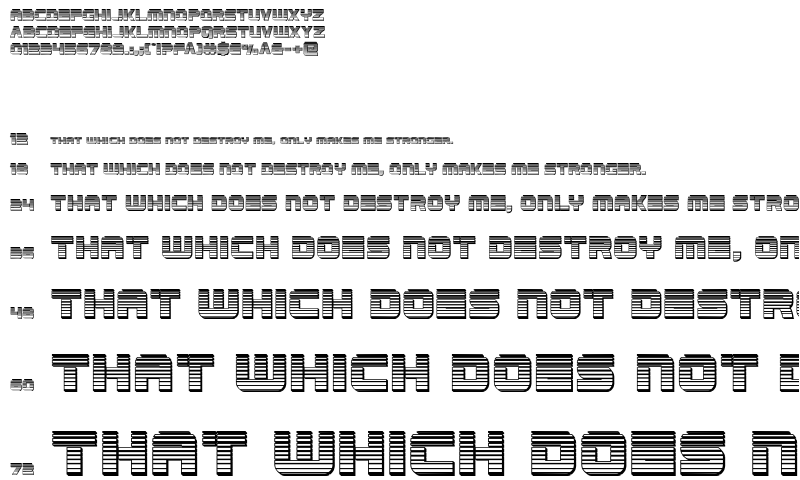 ABCDEFGHIJKLMNOPQRSTUVWXYZ
ABCDEFGHIJKLMNOPQRSTUVWXYZ
0123456789
12 THAT WHICH DOES NOT DESTROY ME, ONLY MAKES ME STRONGER.
18 THAT WHICH DOES NOT DESTROY ME, ONLY MAKES ME STRONGER.
24 THAT WHICH DOES NOT DESTROY ME, ONLY MAKES ME STRO
36 THAT WHICH DOES NOT DESTROY ME, ON
48 THAT WHICH DOES NOT DESTR
60 THAT WHICH DOES NOT
72 THAT WHICH DOES